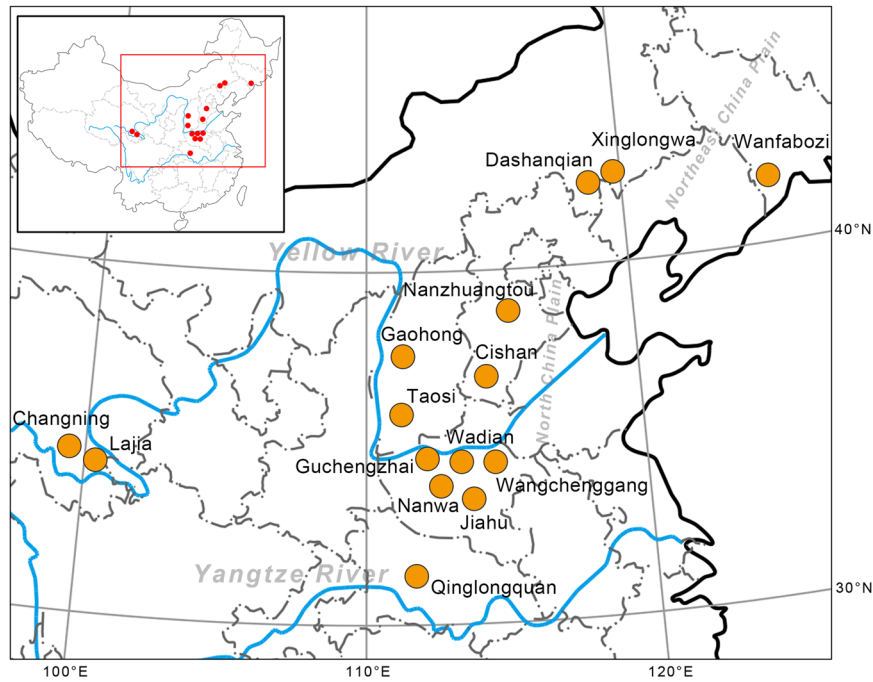 Northeast China Plain
Xinglongwa
Wanfabozi
Dashanqian
40°N
Yellow River
Nanzhuangtou
North China Plain
Gaohong
Cishan
Taosi
Changning
Lajia
Wadian
Guchengzhai
Wangchenggang
Nanwa
Jiahu
Yangtze River
Qinglongquan
30°N
100°E
110°E
120°E